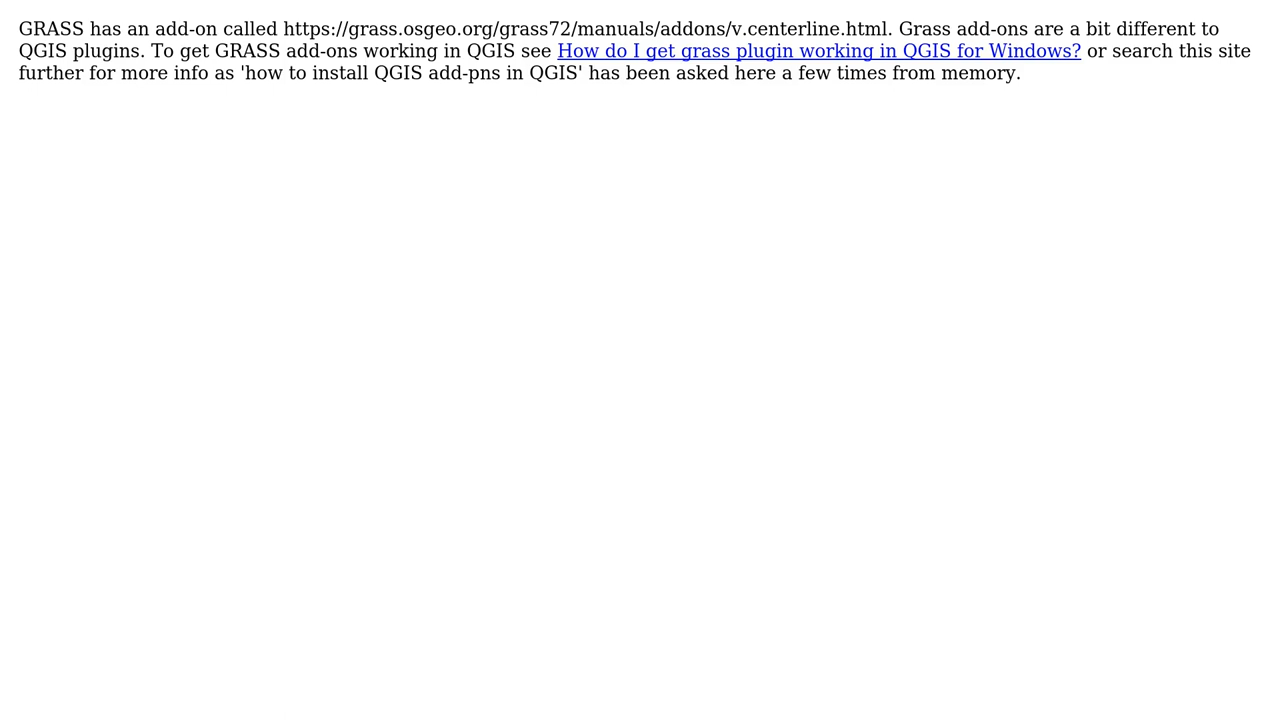 GRASS has an add-on called https://grass.osgeo.org/grass72/manuals/addons/v.centerline.html. Grass add-ons are a bit different to
QGIS plugins. To get GRASS add-ons working in QGIS see How do I get grass plugin working in QGIS for Windows? or search this site
further for more info as 'how to install QGIS add-pns in QGIS' has been asked here a few times from memory.